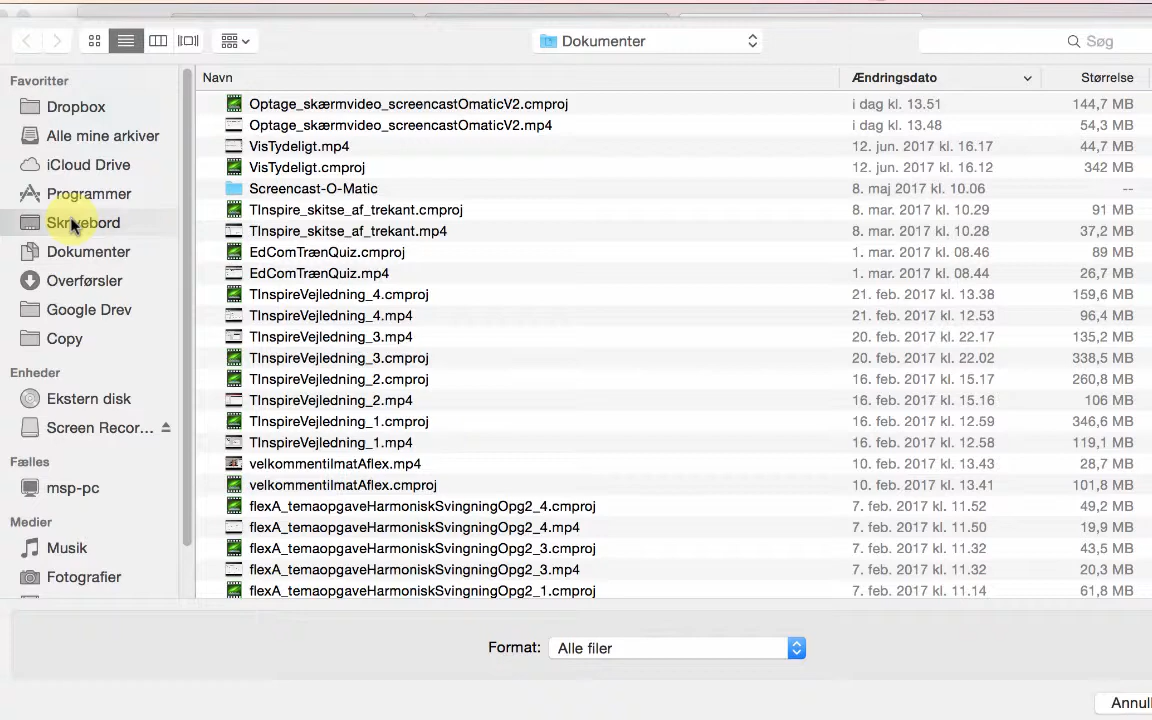 Dokumenter
Søg
Favoritter
Dropbox
Alle mine arkiver
iCloud Drive
Programmer
Skrivebord
Dokumenter
Overførsler
Google Drev
Copy
Enheder
Ekstern disk
Screen Recor...
Fælles
msp-pc
Medier
Musik
Fotografier
Navn Ændringsdato Størrelse
Optage_skærmvideo_screencastOmaticV2.cmproj i dag kl. 13.51 144,7 MB
Optage_skærmvideo_screencastOmaticV2.mp4 i dag kl. 13.48 54,3 MB
VisTydeligt.mp4 12. jun. 2017 kl. 16.17 44,7 MB
VisTydeligt.cmproj 12. jun. 2017 kl. 16.12 342 MB
Screencast-O-Matic 8. maj 2017 kl. 10.06 --
TInspire_skitse_af_trekant.cmproj 8. mar. 2017 kl. 10.29 91 MB
TInspire_skitse_af_trekant.mp4 8. mar. 2017 kl. 10.28 37,2 MB
EdComTrænQuiz.cmproj 1. mar. 2017 kl. 08.46 89 MB
EdComTrænQuiz.mp4 1. mar. 2017 kl. 08.44 26,7 MB
TInspireVejledning_4.cmproj 21. feb. 2017 kl. 13.38 159,6 MB
TInspireVejledning_4.mp4 21. feb. 2017 kl. 12.53 96,4 MB
TInspireVejledning_3.mp4 20. feb. 2017 kl. 22.17 135,2 MB
TInspireVejledning_3.cmproj 20. feb. 2017 kl. 22.02 338,5 MB
TInspireVejledning_2.cmproj 16. feb. 2017 kl. 15.17 260,8 MB
TInspireVejledning_2.mp4 16. feb. 2017 kl. 15.16 106 MB
TInspireVejledning_1.cmproj 16. feb. 2017 kl. 12.59 346,6 MB
TInspireVejledning_1.mp4 16. feb. 2017 kl. 12.58 119,1 MB
velkommentilmatAflex.mp4 10. feb. 2017 kl. 13.43 28,7 MB
velkommentilmatAflex.cmproj 10. feb. 2017 kl. 13.41 101,8 MB
flexA_temaopgaveHarmoniskSvingningOpg2_4.cmproj 7. feb. 2017 kl. 11.52 49,2 MB
flexA_temaopgaveHarmoniskSvingningOpg2_4.mp4 7. feb. 2017 kl. 11.50 19,9 MB
flexA_temaopgaveHarmoniskSvingningOpg2_3.cmproj 7. feb. 2017 kl. 11.32 43,5 MB
flexA_temaopgaveHarmoniskSvingningOpg2_3.mp4 7. feb. 2017 kl. 11.32 20,3 MB
flexA_temaopgaveHarmoniskSvingningOpg2_1.cmproj 7. feb. 2017 kl. 11.14 61,8 MB
Format: Alle filer
Annull